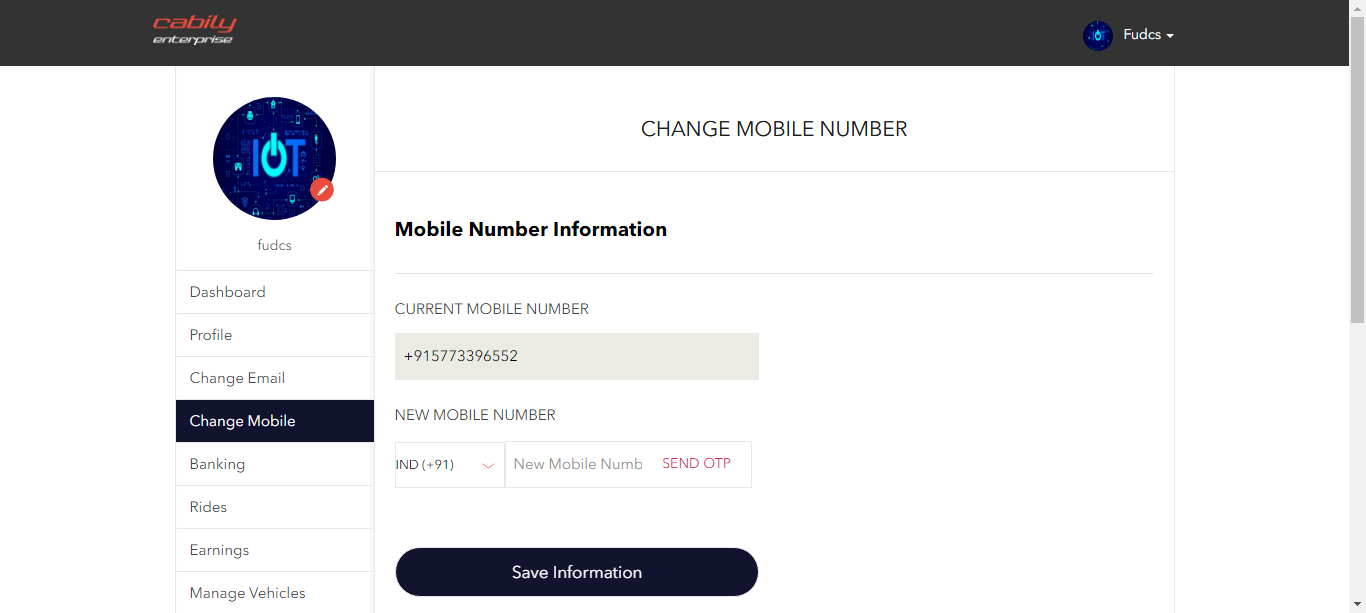 cabily
enterprise
Fudcs
IOT
fudcs
Dashboard
Profile
Change Email
Change Mobile
Banking
Rides
Earnings
Manage Vehicles
CHANGE MOBILE NUMBER
Mobile Number Information
CURRENT MOBILE NUMBER
+915773396552
NEW MOBILE NUMBER
IND (+91) New Mobile Numb SEND OTP
Save Information